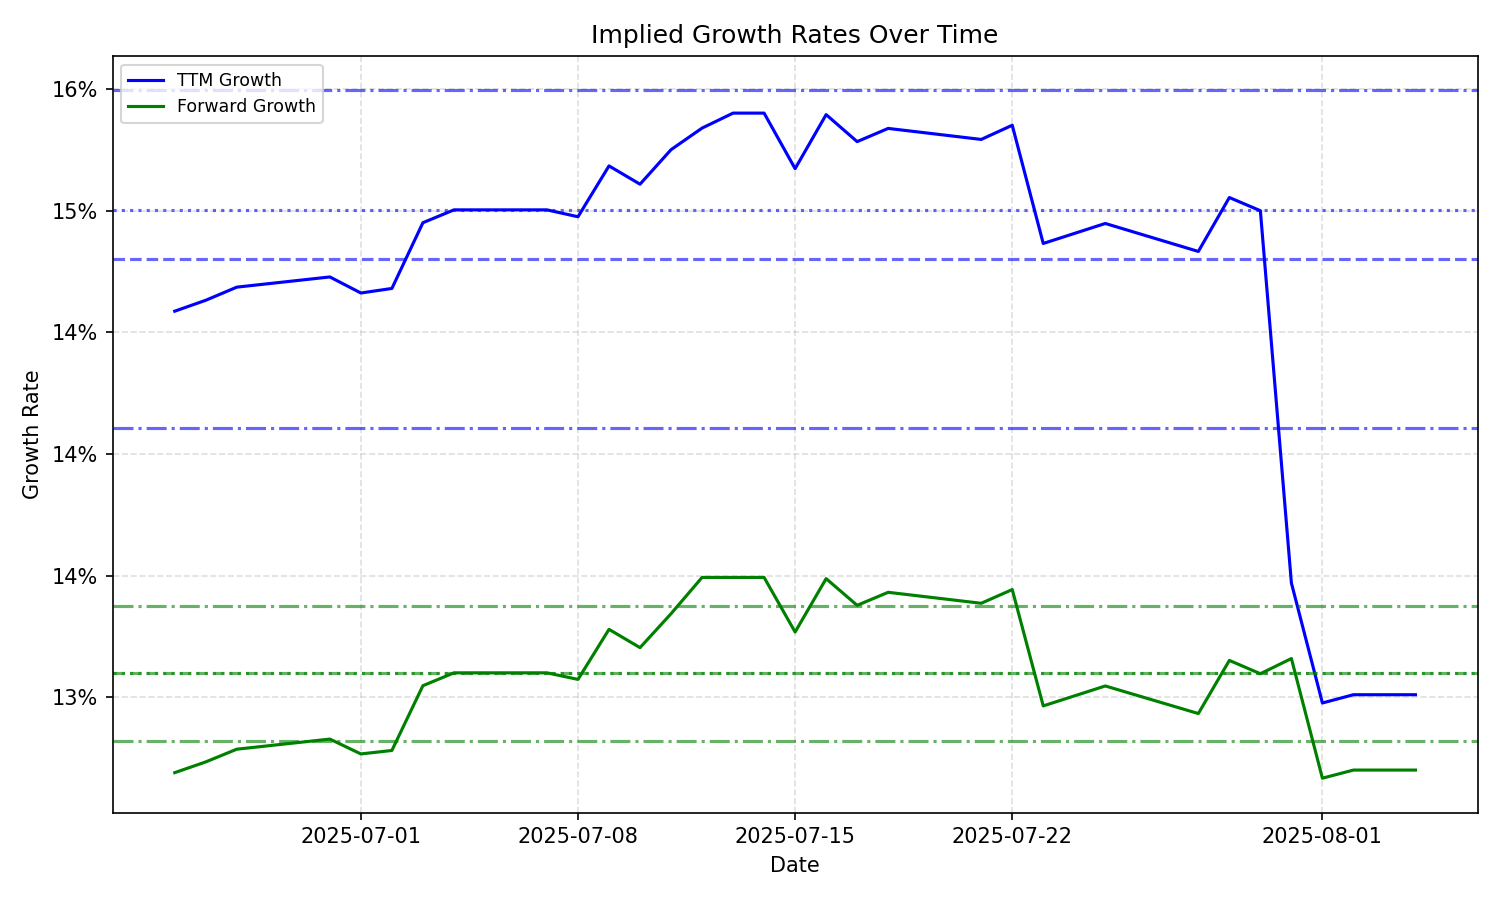 Implied Growth Rates Over Time
TTM Growth
Forward Growth
16%
15%
14%
14%
14%
13%
Growth Rate
2025-07-01
2025-07-08
2025-07-15
2025-07-22
2025-08-01
Date